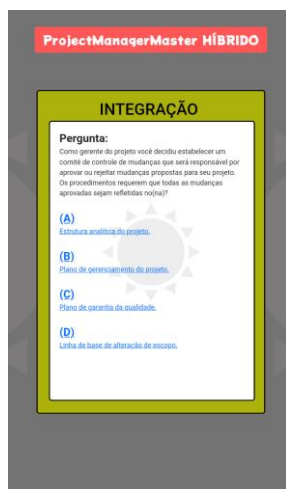 ProjectManagerMaster HÍBRIDO
INTEGRAÇÃO
Pergunta:
Como gerente do projeto você decidiu estabelecer um
comitê de controle de mudanças que será responsável por
aprovar ou rejeitar mudanças propostas para seu projeto.
Os procedimentos requerem que todas as mudanças
aprovadas sejam refletidas no(na)?
(A)
Estrutura analítica do projeto.
(B)
Plano de gerenciamento do projeto.
(C)
Plano de garantia da qualidade.
(D)
Linha de base de alteração de escopo.